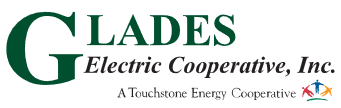 GLADES
Electric Cooperative, Inc.
A Touchstone Energy Cooperative